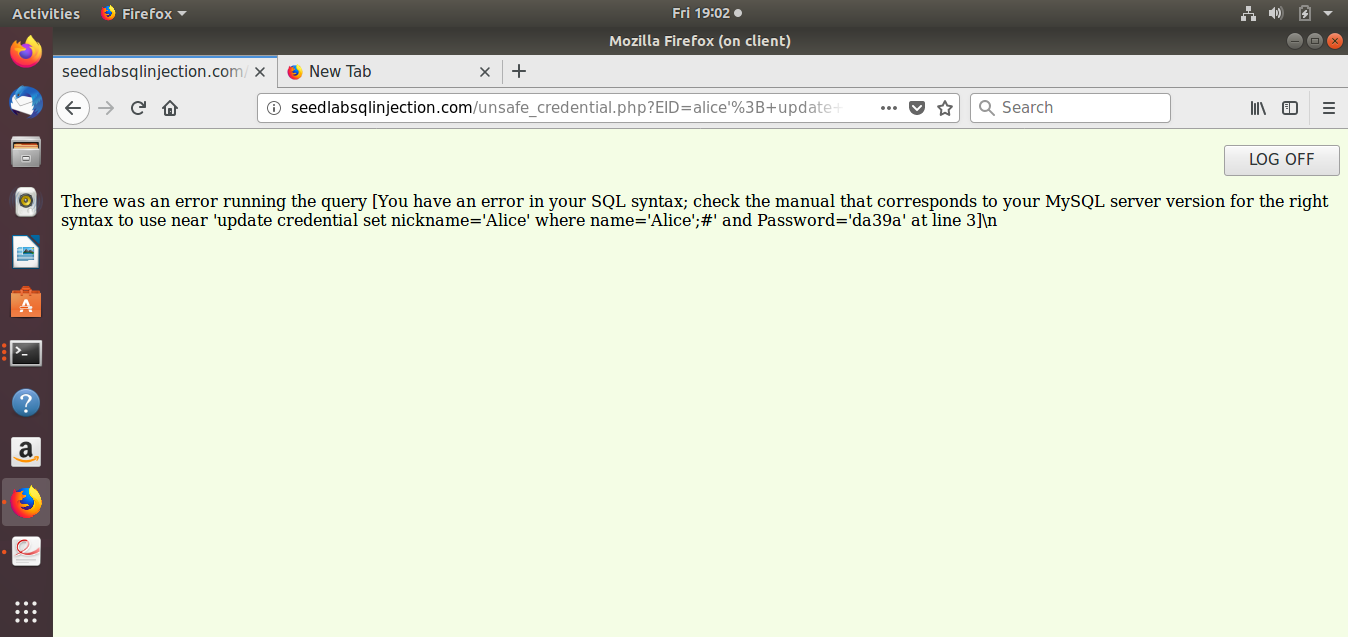 Activities Firefox Fri 19:02
Mozilla Firefox (on client)
seedlabsqlinjection.com/ New Tab
seedlabsqlinjection.com/unsafe_credential.php?EID=alice'%3B+update+ Search
LOG OFF
There was an error running the query [You have an error in your SQL syntax; check the manual that corresponds to your MySQL server version for the right
syntax to use near 'update credential set nickname='Alice' where name='Alice';#' and Password='da39a' at line 3]\n